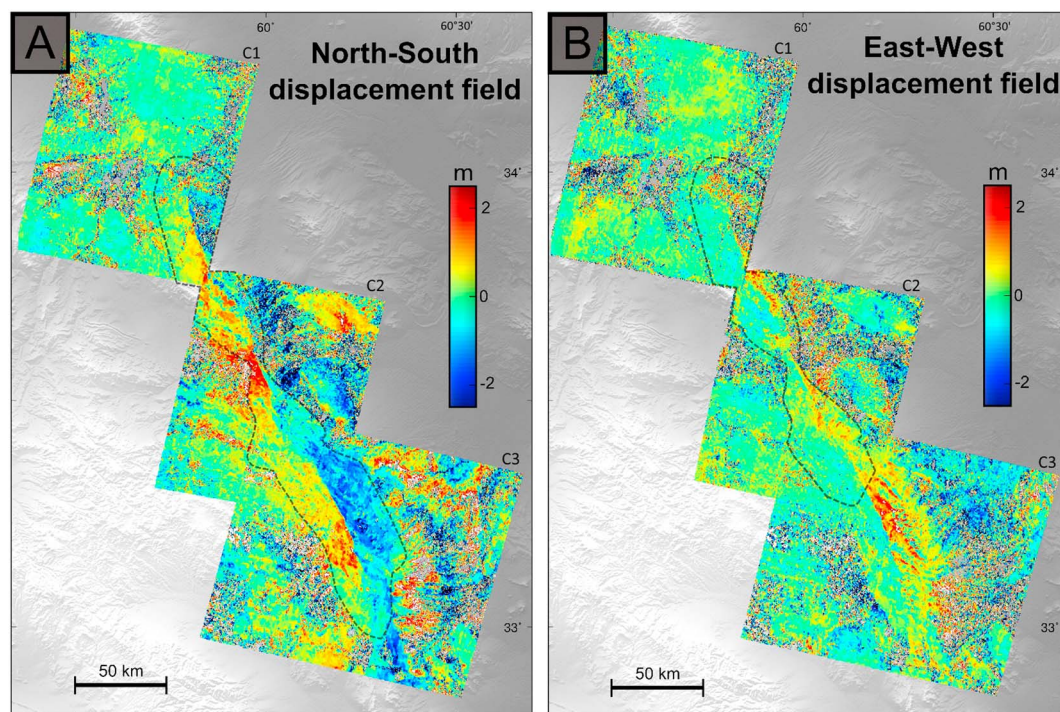 A
60°
60°30'
C1
North-South
displacement field
34°
m
2
0
-2
C2
C3
33°
50 km
B
60°
60°30'
C1
East-West
displacement field
34°
m
2
0
-2
C2
C3
33°
50 km